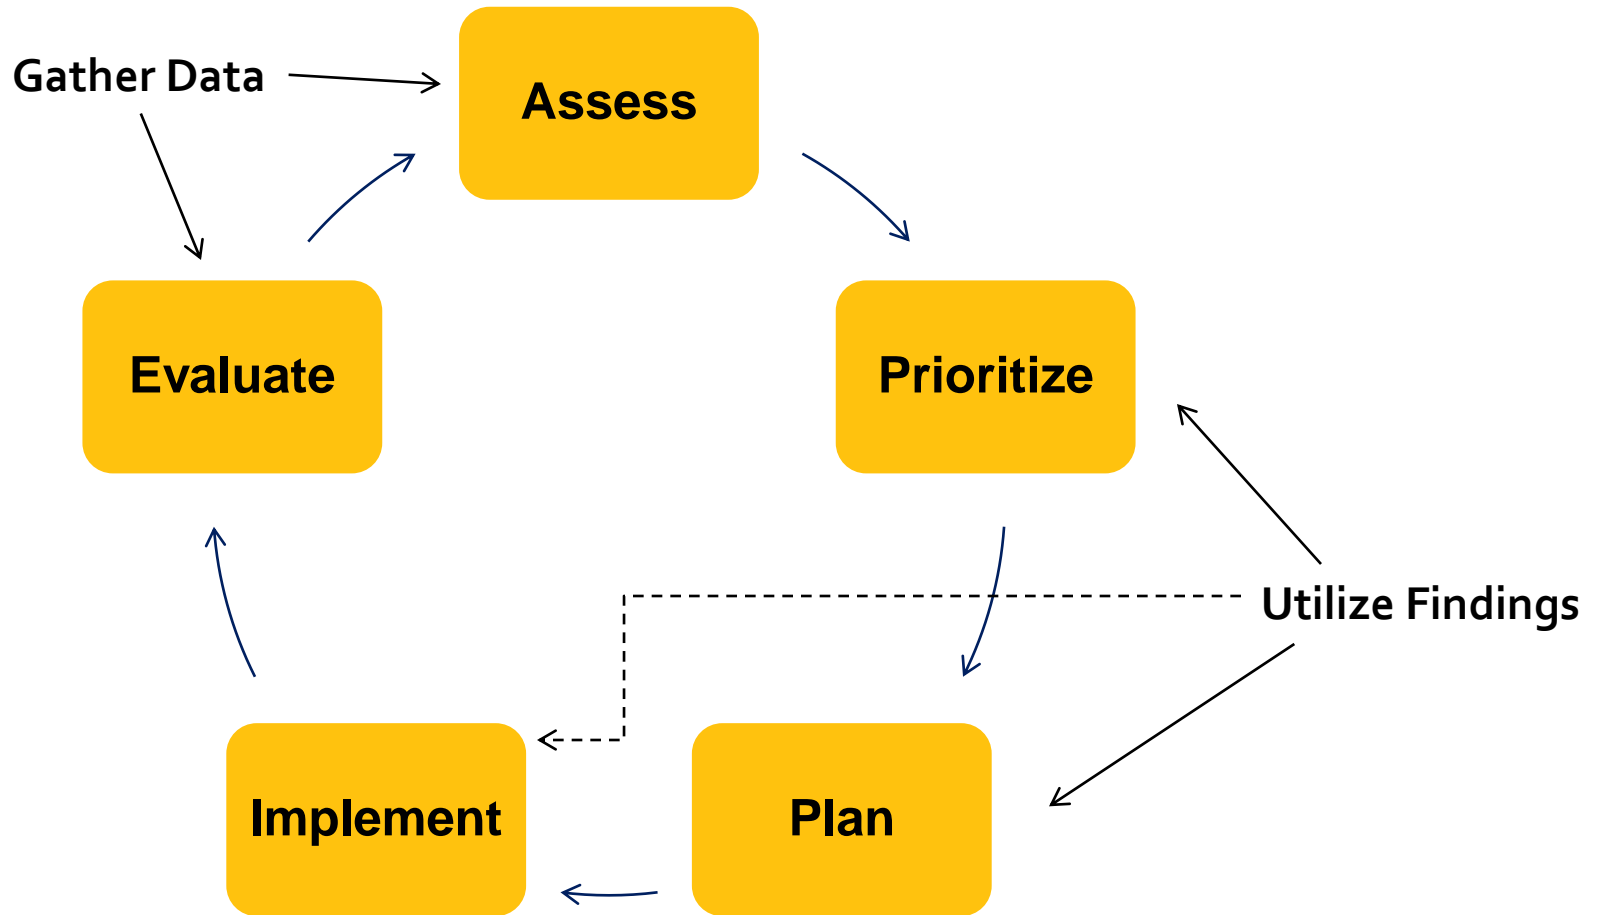 Gather Data
Assess
Evaluate
Prioritize
Utilize Findings
Implement
Plan